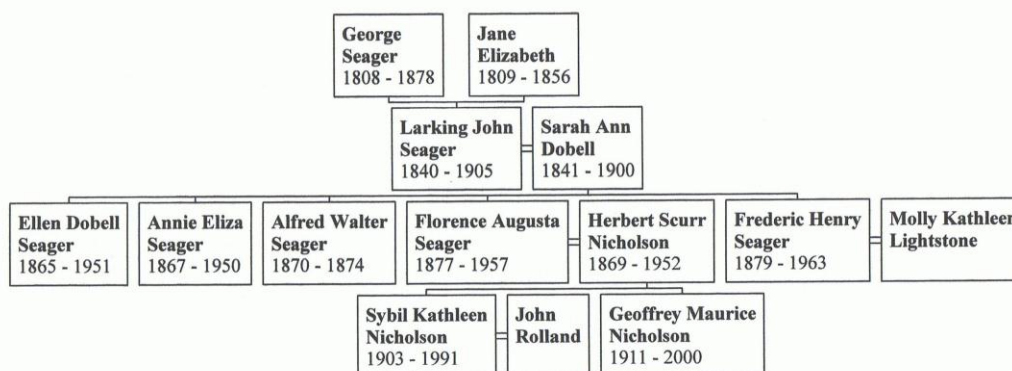 George
Seager
1808 - 1878
Jane
Elizabeth
1809 - 1856
Larking John
Seager
1840 - 1905
Sarah Ann
Dobell
1841 - 1900
Ellen Dobell
Seager
1865 - 1951
Annie Eliza
Seager
1867 - 1950
Alfred Walter
Seager
1870 - 1874
Florence Augusta
Seager
1877 - 1957
Herbert Scurr
Nicholson
1869 - 1952
Frederic Henry
Seager
1879 - 1963
Molly Kathleen
Lightstone
Sybil Kathleen
Nicholson
1903 - 1991
John
Rolland
Geoffrey Maurice
Nicholson
1911 - 2000